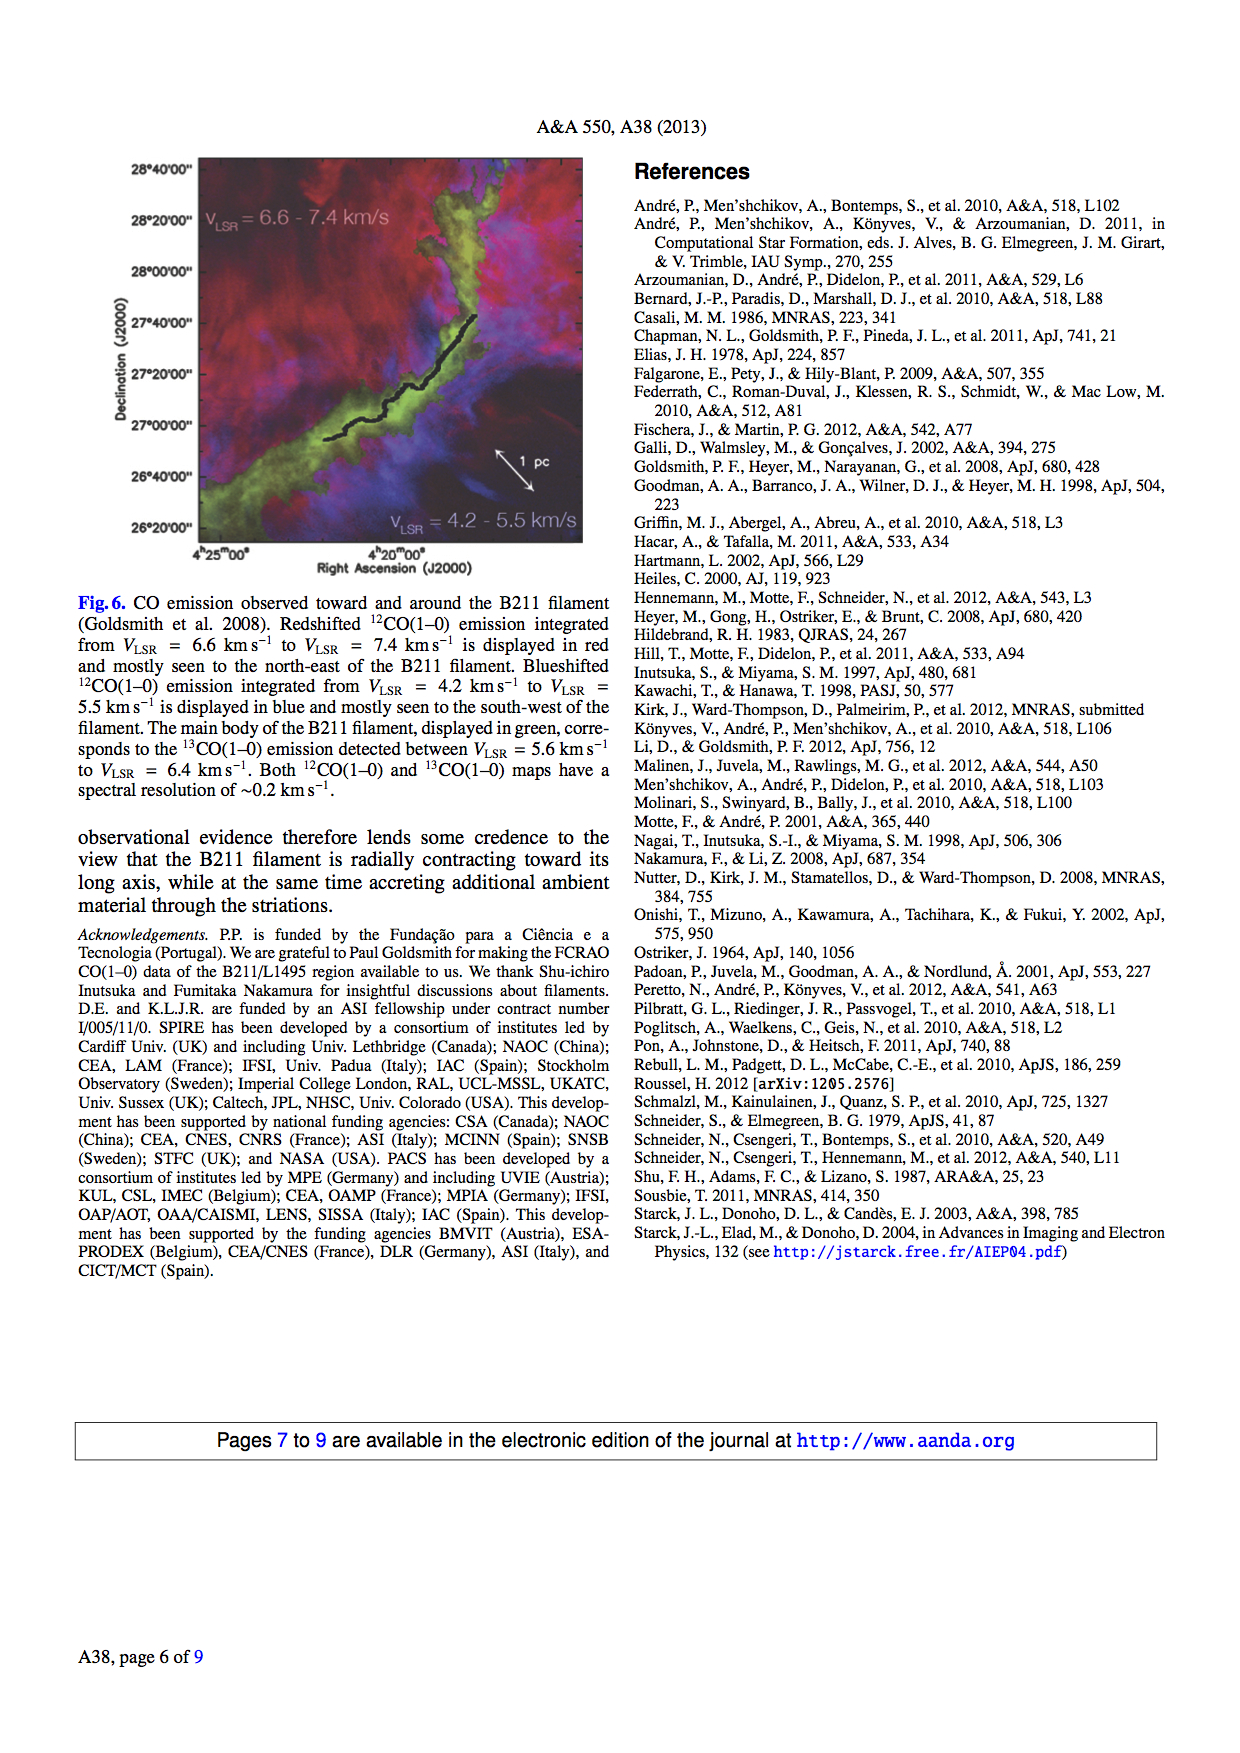 A&A 550, A38 (2013)
28°40'00"
28°20'00"
28°00'00"
27°40'00"
27°20'00"
27°00'00"
26°40'00"
26°20'00"
Declination (J2000)
V_LSR = 6.6 - 7.4 km/s
1 pc
V_LSR = 4.2 - 5.5 km/s
4ʰ25ᵐ00ˢ
4ʰ20ᵐ00ˢ
Right Ascension (J2000)
Fig. 6. CO emission observed toward and around the B211 filament
(Goldsmith et al. 2008). Redshifted ¹²CO(1–0) emission integrated
from V_LSR = 6.6 km s⁻¹ to V_LSR = 7.4 km s⁻¹ is displayed in red
and mostly seen to the north-east of the B211 filament. Blueshifted
¹²CO(1–0) emission integrated from V_LSR = 4.2 km s⁻¹ to V_LSR =
5.5 km s⁻¹ is displayed in blue and mostly seen to the south-west of the
filament. The main body of the B211 filament, displayed in green, corre-
sponds to the ¹³CO(1–0) emission detected between V_LSR = 5.6 km s⁻¹
to V_LSR = 6.4 km s⁻¹. Both ¹²CO(1–0) and ¹³CO(1–0) maps have a
spectral resolution of ~0.2 km s⁻¹.
observational evidence therefore lends some credence to the
view that the B211 filament is radially contracting toward its
long axis, while at the same time accreting additional ambient
material through the striations.
Acknowledgements. P.P. is funded by the Fundação para a Ciência e a
Tecnologia (Portugal). We are grateful to Paul Goldsmith for making the FCRAO
CO(1–0) data of the B211/L1495 region available to us. We thank Shu-ichiro
Inutsuka and Fumitaka Nakamura for insightful discussions about filaments.
D.E. and K.L.J.R. are funded by an ASI fellowship under contract number
I/005/11/0. SPIRE has been developed by a consortium of institutes led by
Cardiff Univ. (UK) and including Univ. Lethbridge (Canada); NAOC (China);
CEA, LAM (France); IFSI, Univ. Padua (Italy); IAC (Spain); Stockholm
Observatory (Sweden); Imperial College London, RAL, UCL-MSSL, UKATC,
Univ. Sussex (UK); Caltech, JPL, NHSC, Univ. Colorado (USA). This develop-
ment has been supported by national funding agencies: CSA (Canada); NAOC
(China); CEA, CNES, CNRS (France); ASI (Italy); MCINN (Spain); SNSB
(Sweden); STFC (UK); and NASA (USA). PACS has been developed by a
consortium of institutes led by MPE (Germany) and including UVIE (Austria);
KUL, CSL, IMEC (Belgium); CEA, OAMP (France); MPIA (Germany); IFSI,
OAP/AOT, OAA/CAISMI, LENS, SISSA (Italy); IAC (Spain). This develop-
ment has been supported by the funding agencies BMVIT (Austria), ESA-
PRODEX (Belgium), CEA/CNES (France), DLR (Germany), ASI (Italy), and
CICT/MCT (Spain).
References
André, P., Men'shchikov, A., Bontemps, S., et al. 2010, A&A, 518, L102
André, P., Men'shchikov, A., Könyves, V., & Arzoumanian, D. 2011, in
Computational Star Formation, eds. J. Alves, B. G. Elmegreen, J. M. Girart,
& V. Trimble, IAU Symp., 270, 255
Arzoumanian, D., André, P., Didelon, P., et al. 2011, A&A, 529, L6
Bernard, J.-P., Paradis, D., Marshall, D. J., et al. 2010, A&A, 518, L88
Casali, M. M. 1986, MNRAS, 223, 341
Chapman, N. L., Goldsmith, P. F., Pineda, J. L., et al. 2011, ApJ, 741, 21
Elias, J. H. 1978, ApJ, 224, 857
Falgarone, E., Pety, J., & Hily-Blant, P. 2009, A&A, 507, 355
Federrath, C., Roman-Duval, J., Klessen, R. S., Schmidt, W., & Mac Low, M.
2010, A&A, 512, A81
Fischera, J., & Martin, P. G. 2012, A&A, 542, A77
Galli, D., Walmsley, M., & Gonçalves, J. 2002, A&A, 394, 275
Goldsmith, P. F., Heyer, M., Narayanan, G., et al. 2008, ApJ, 680, 428
Goodman, A. A., Barranco, J. A., Wilner, D. J., & Heyer, M. H. 1998, ApJ, 504,
223
Griffin, M. J., Abergel, A., Abreu, A., et al. 2010, A&A, 518, L3
Hacar, A., & Tafalla, M. 2011, A&A, 533, A34
Hartmann, L. 2002, ApJ, 566, L29
Heiles, C. 2000, AJ, 119, 923
Hennemann, M., Motte, F., Schneider, N., et al. 2012, A&A, 543, L3
Heyer, M., Gong, H., Ostriker, E., & Brunt, C. 2008, ApJ, 680, 420
Hildebrand, R. H. 1983, QJRAS, 24, 267
Hill, T., Motte, F., Didelon, P., et al. 2011, A&A, 533, A94
Inutsuka, S., & Miyama, S. M. 1997, ApJ, 480, 681
Kawachi, T., & Hanawa, T. 1998, PASJ, 50, 577
Kirk, J., Ward-Thompson, D., Palmeirim, P., et al. 2012, MNRAS, submitted
Könyves, V., André, P., Men'shchikov, A., et al. 2010, A&A, 518, L106
Li, D., & Goldsmith, P. F. 2012, ApJ, 756, 12
Malinen, J., Juvela, M., Rawlings, M. G., et al. 2012, A&A, 544, A50
Men'shchikov, A., André, P., Didelon, P., et al. 2010, A&A, 518, L103
Molinari, S., Swinyard, B., Bally, J., et al. 2010, A&A, 518, L100
Motte, F., & André, P. 2001, A&A, 365, 440
Nagai, T., Inutsuka, S.-I., & Miyama, S. M. 1998, ApJ, 506, 306
Nakamura, F., & Li, Z. 2008, ApJ, 687, 354
Nutter, D., Kirk, J. M., Stamatellos, D., & Ward-Thompson, D. 2008, MNRAS,
384, 755
Onishi, T., Mizuno, A., Kawamura, A., Tachihara, K., & Fukui, Y. 2002, ApJ,
575, 950
Ostriker, J. 1964, ApJ, 140, 1056
Padoan, P., Juvela, M., Goodman, A. A., & Nordlund, Å. 2001, ApJ, 553, 227
Peretto, N., André, P., Könyves, V., et al. 2012, A&A, 541, A63
Pilbratt, G. L., Riedinger, J. R., Passvogel, T., et al. 2010, A&A, 518, L1
Poglitsch, A., Waelkens, C., Geis, N., et al. 2010, A&A, 518, L2
Pon, A., Johnstone, D., & Heitsch, F. 2011, ApJ, 740, 88
Rebull, L. M., Padgett, D. L., McCabe, C.-E., et al. 2010, ApJS, 186, 259
Roussel, H. 2012 [arXiv:1205.2576]
Schmalzl, M., Kainulainen, J., Quanz, S. P., et al. 2010, ApJ, 725, 1327
Schneider, S., & Elmegreen, B. G. 1979, ApJS, 41, 87
Schneider, N., Csengeri, T., Bontemps, S., et al. 2010, A&A, 520, A49
Schneider, N., Csengeri, T., Hennemann, M., et al. 2012, A&A, 540, L11
Shu, F. H., Adams, F. C., & Lizano, S. 1987, ARA&A, 25, 23
Sousbie, T. 2011, MNRAS, 414, 350
Starck, J. L., Donoho, D. L., & Candès, E. J. 2003, A&A, 398, 785
Starck, J.-L., Elad, M., & Donoho, D. 2004, in Advances in Imaging and Electron
Physics, 132 (see http://jstarck.free.fr/AIEP04.pdf)
Pages 7 to 9 are available in the electronic edition of the journal at http://www.aanda.org
A38, page 6 of 9